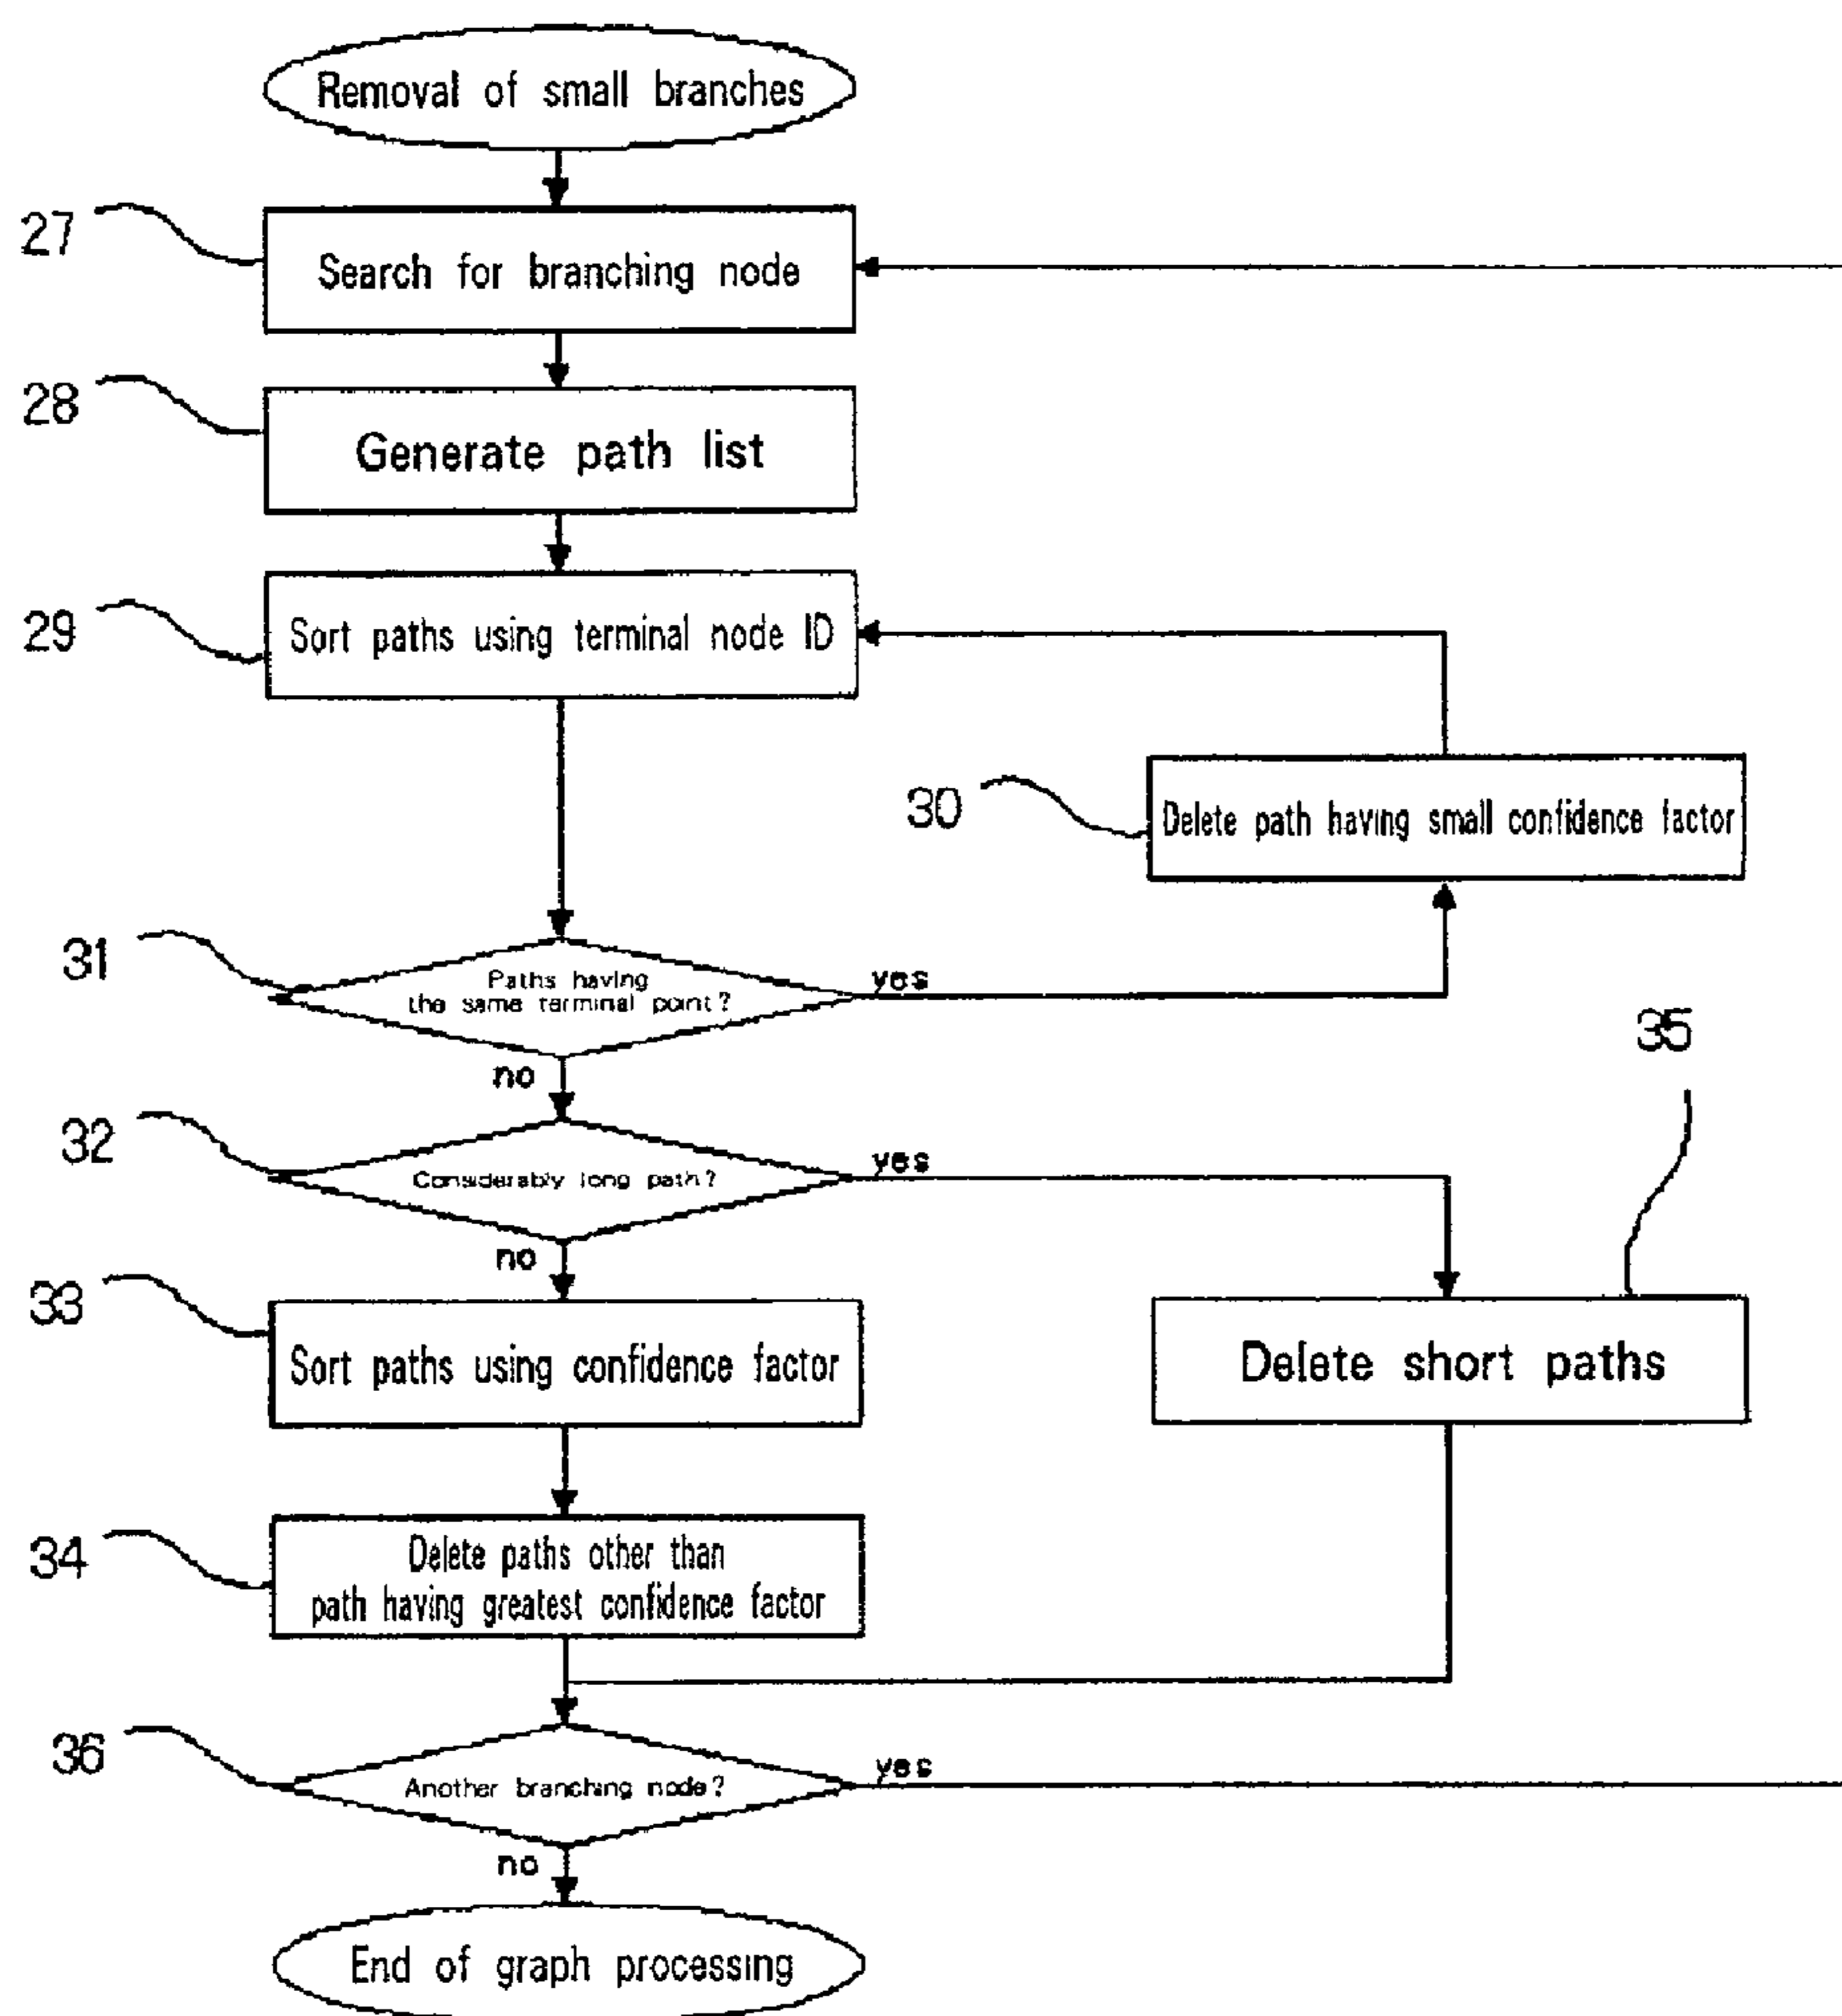 Removal of small branches
27
Search for branching node
28
Generate path list
29
Sort paths using terminal node ID
30
Delete path having small confidence factor
31
Paths having
the same terminal point?
yes
no
35
32
Considerably long path?
yes
no
33
Sort paths using confidence factor
Delete short paths
34
Delete paths other than
path having greatest confidence factor
36
Another branching node?
yes
no
End of graph processing